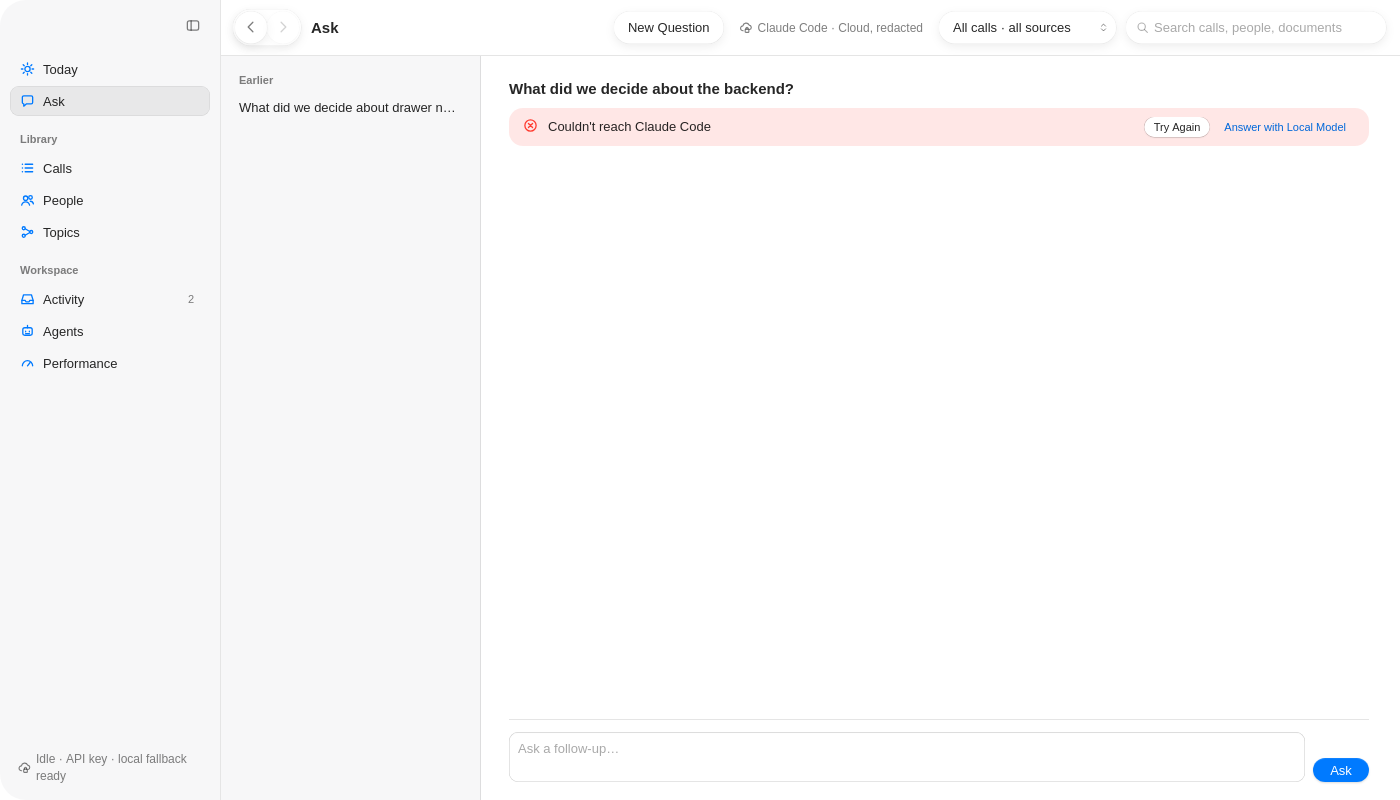 Today
Ask
Library
Calls
People
Topics
Workspace
Activity 2
Agents
Performance
Idle · API key · local fallback
ready
Ask
New Question
Claude Code · Cloud, redacted
All calls · all sources
Search calls, people, documents
Earlier
What did we decide about drawer n…
What did we decide about the backend?
Couldn't reach Claude Code
Try Again
Answer with Local Model
Ask a follow-up…
Ask